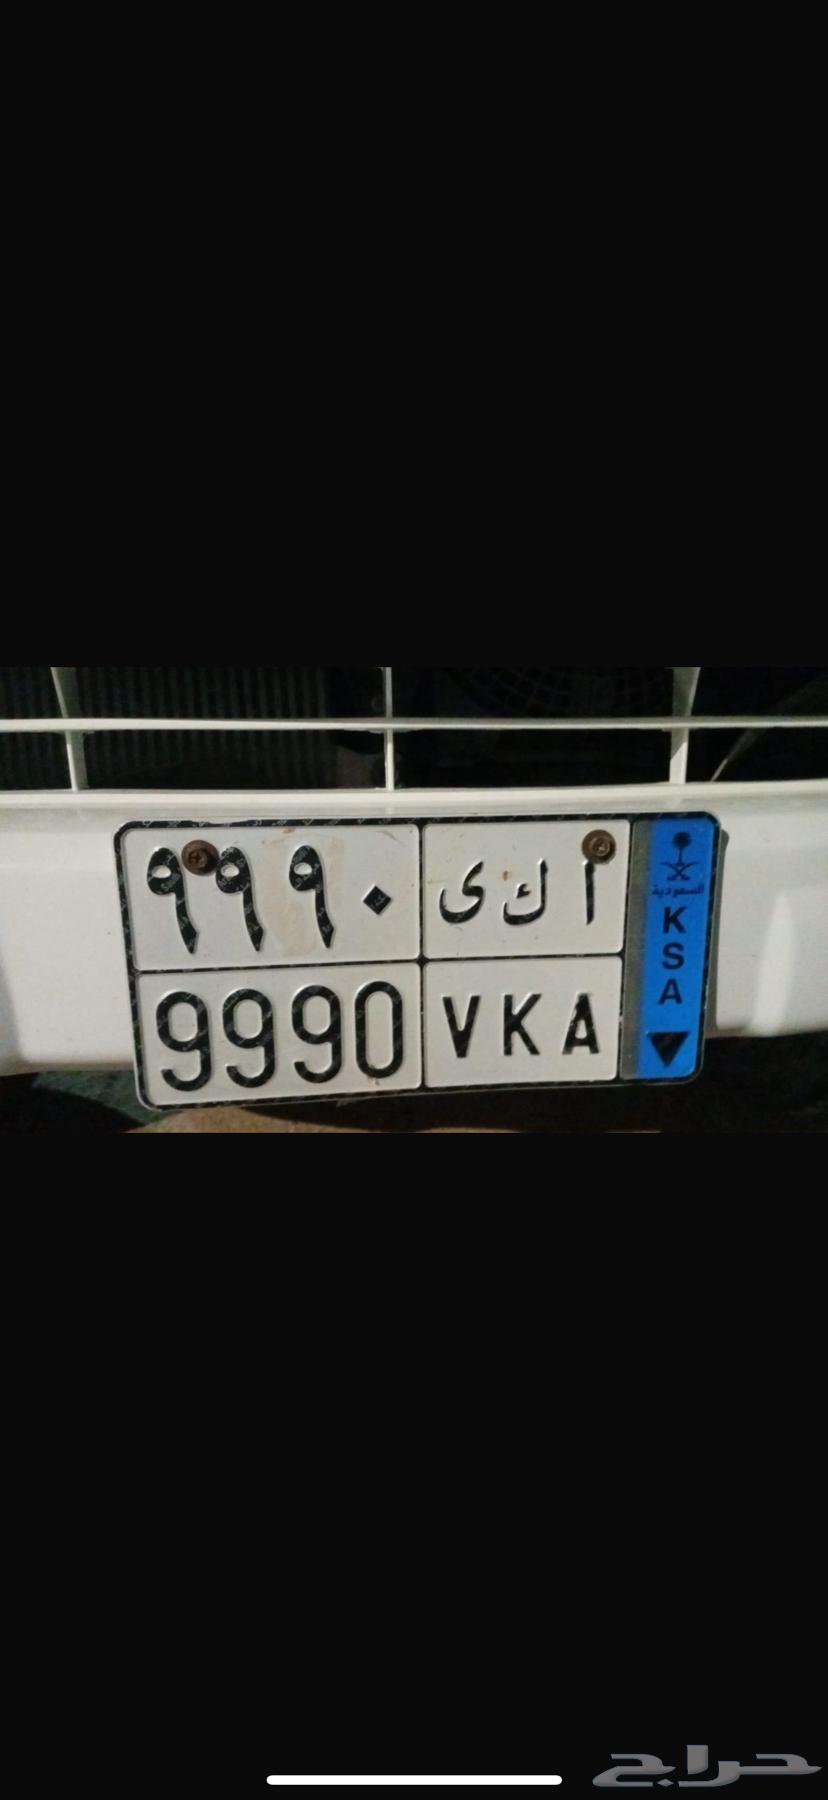 ٩٩٩٠ ا ك ى
9990 VKA
السعودية
K
S
A
حراج